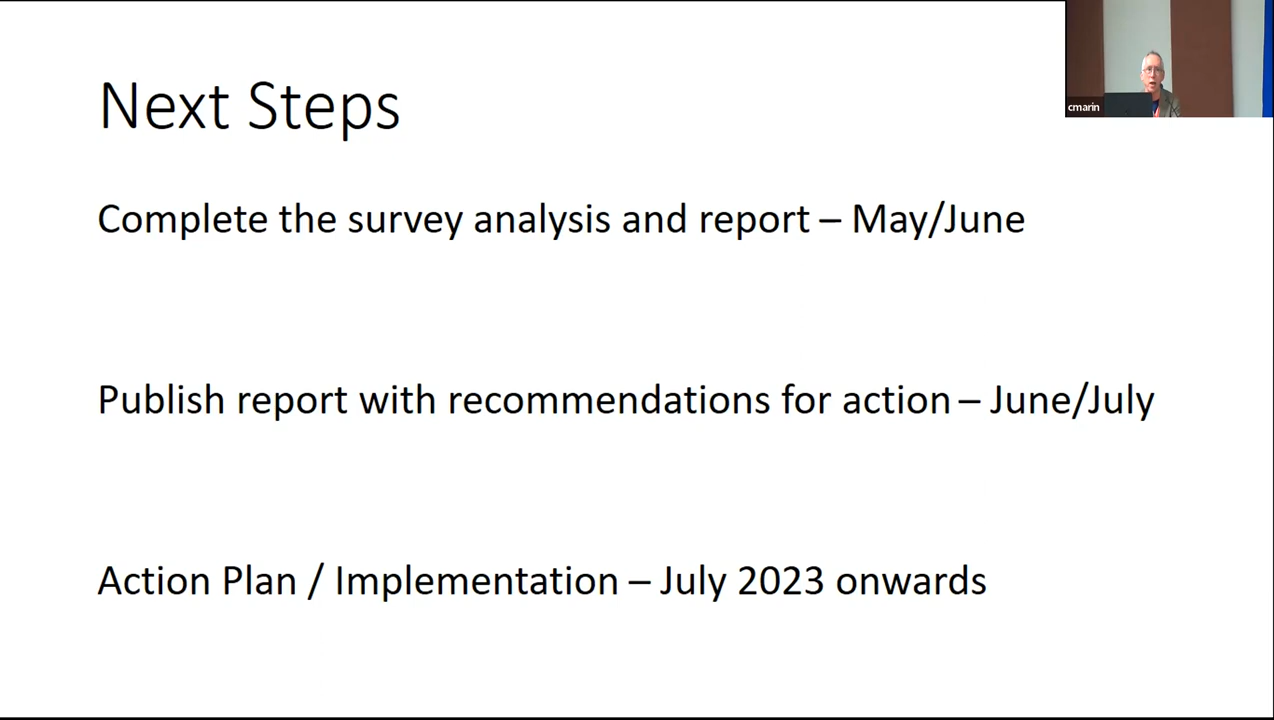 Next Steps
cmarin
Complete the survey analysis and report – May/June
Publish report with recommendations for action – June/July
Action Plan / Implementation – July 2023 onwards